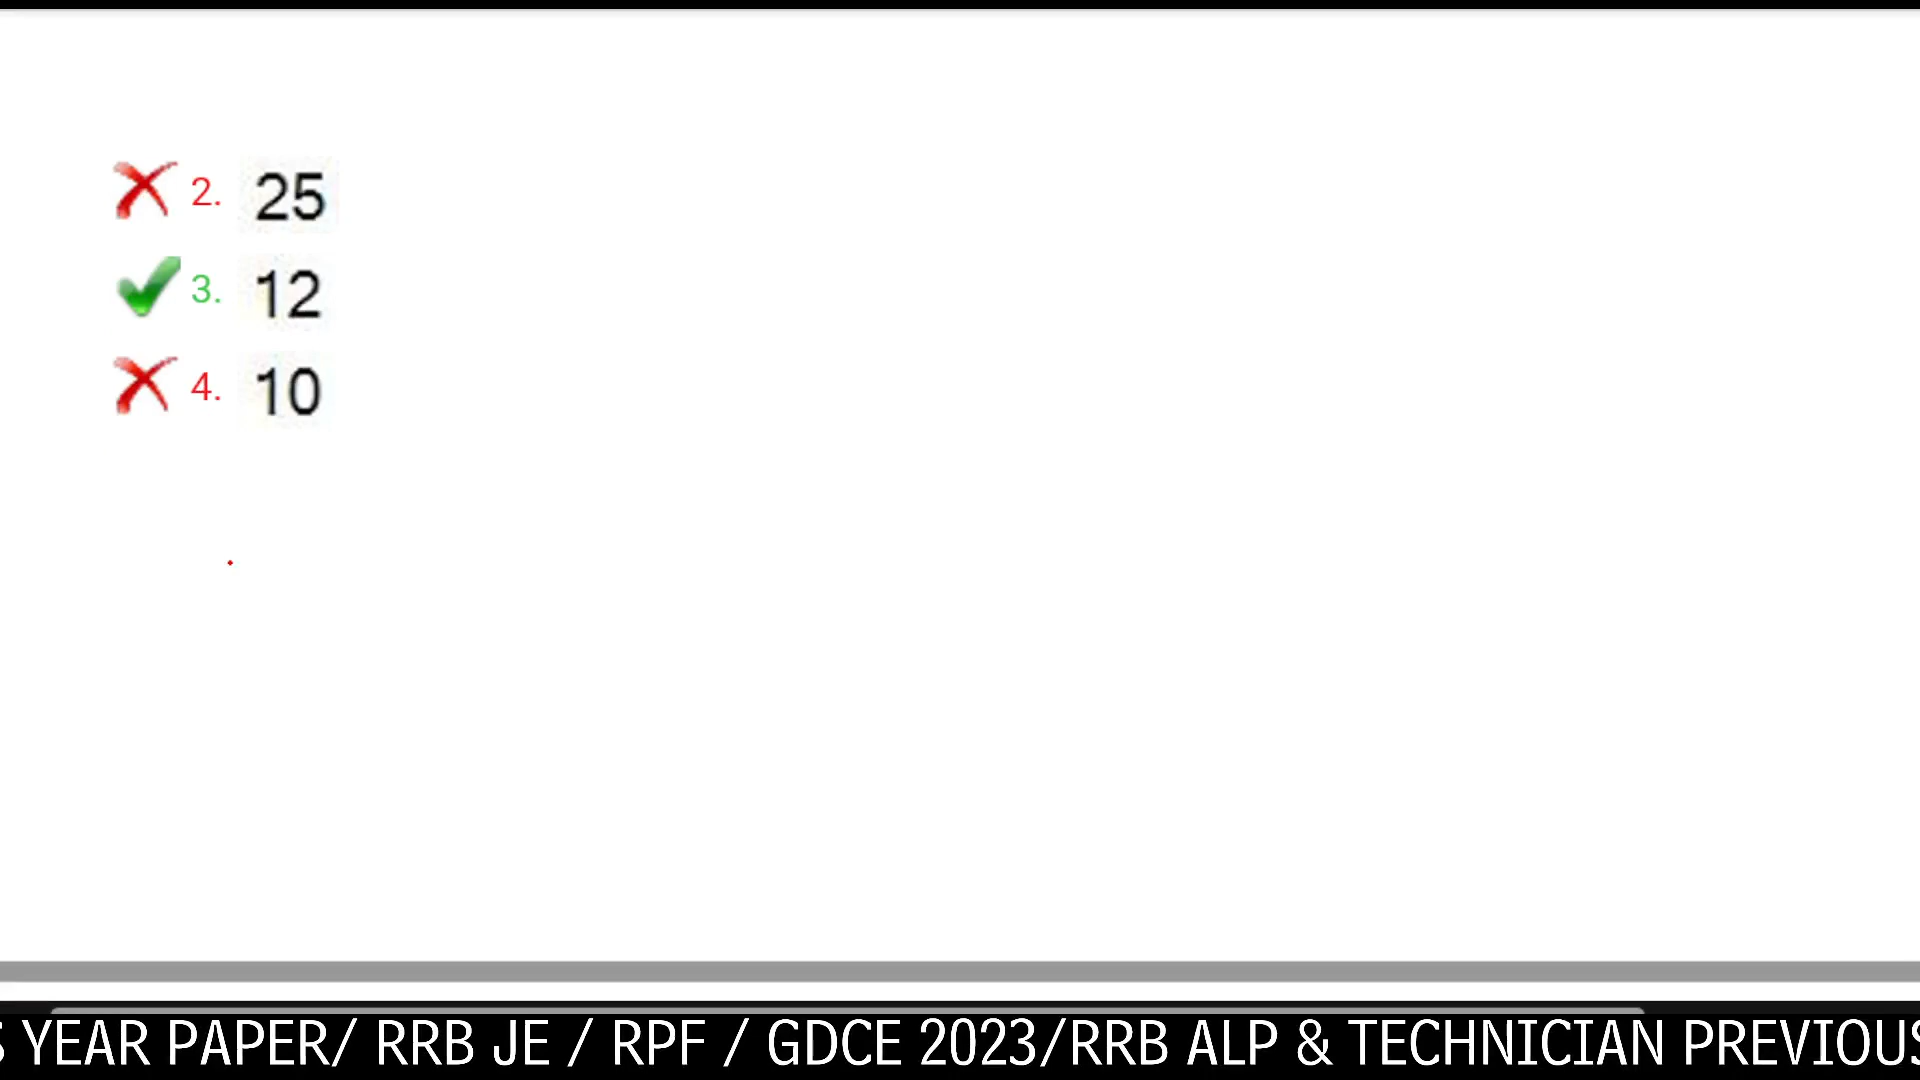 2. 25
3. 12
4. 10
YEAR PAPER/ RRB JE / RPF / GDCE 2023/RRB ALP & TECHNICIAN PREVIOUS